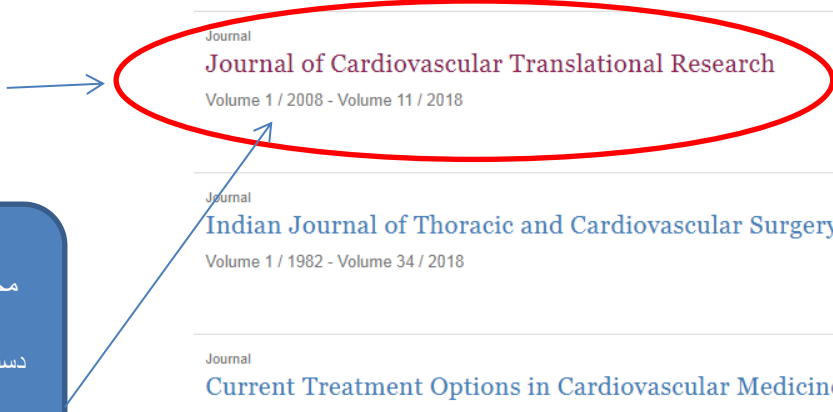 Journal
Journal of Cardiovascular Translational Research
Volume 1 / 2008 - Volume 11 / 2018
Journal
Indian Journal of Thoracic and Cardiovascular Surgery
Volume 1 / 1982 - Volume 34 / 2018
Journal
Current Treatment Options in Cardiovascular Medicine